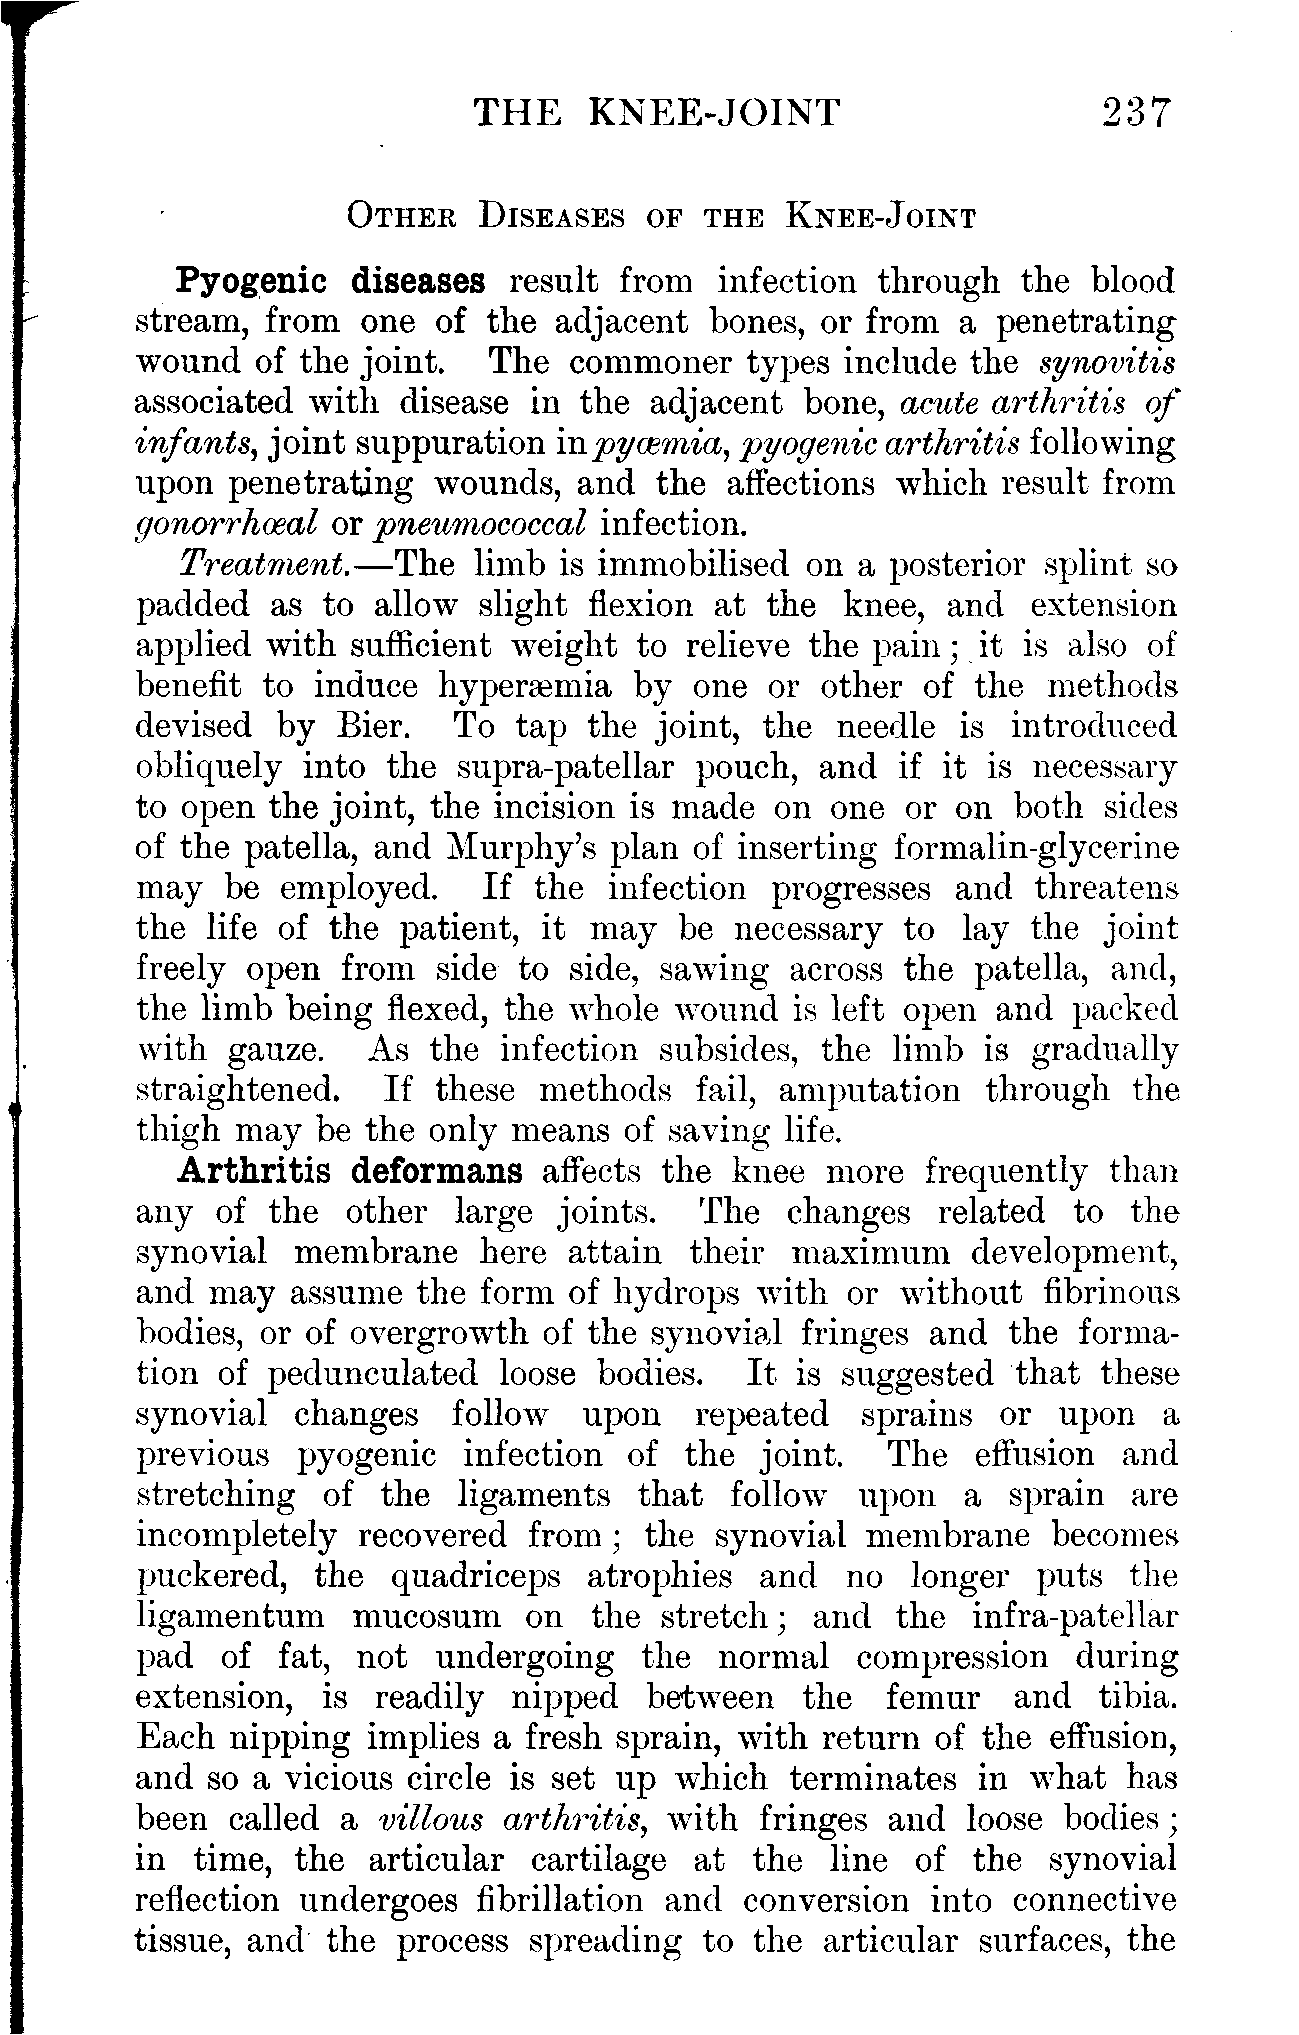 THE KNEE-JOINT 237
OTHER DISEASES OF THE KNEE-JOINT
Pyogenic diseases result from infection through the blood
stream, from one of the adjacent bones, or from a penetrating
wound of the joint. The commoner types include the synovitis
associated with disease in the adjacent bone, acute arthritis of
infants, joint suppuration in pyæmia, pyogenic arthritis following
upon penetrating wounds, and the affections which result from
gonorrhœal or pneumococcal infection.
Treatment.—The limb is immobilised on a posterior splint so
padded as to allow slight flexion at the knee, and extension
applied with sufficient weight to relieve the pain; it is also of
benefit to induce hyperæmia by one or other of the methods
devised by Bier. To tap the joint, the needle is introduced
obliquely into the supra-patellar pouch, and if it is necessary
to open the joint, the incision is made on one or on both sides
of the patella, and Murphy's plan of inserting formalin-glycerine
may be employed. If the infection progresses and threatens
the life of the patient, it may be necessary to lay the joint
freely open from side to side, sawing across the patella, and,
the limb being flexed, the whole wound is left open and packed
with gauze. As the infection subsides, the limb is gradually
straightened. If these methods fail, amputation through the
thigh may be the only means of saving life.
Arthritis deformans affects the knee more frequently than
any of the other large joints. The changes related to the
synovial membrane here attain their maximum development,
and may assume the form of hydrops with or without fibrinous
bodies, or of overgrowth of the synovial fringes and the forma-
tion of pedunculated loose bodies. It is suggested that these
synovial changes follow upon repeated sprains or upon a
previous pyogenic infection of the joint. The effusion and
stretching of the ligaments that follow upon a sprain are
incompletely recovered from; the synovial membrane becomes
puckered, the quadriceps atrophies and no longer puts the
ligamentum mucosum on the stretch; and the infra-patellar
pad of fat, not undergoing the normal compression during
extension, is readily nipped between the femur and tibia.
Each nipping implies a fresh sprain, with return of the effusion,
and so a vicious circle is set up which terminates in what has
been called a villous arthritis, with fringes and loose bodies;
in time, the articular cartilage at the line of the synovial
reflection undergoes fibrillation and conversion into connective
tissue, and the process spreading to the articular surfaces, the